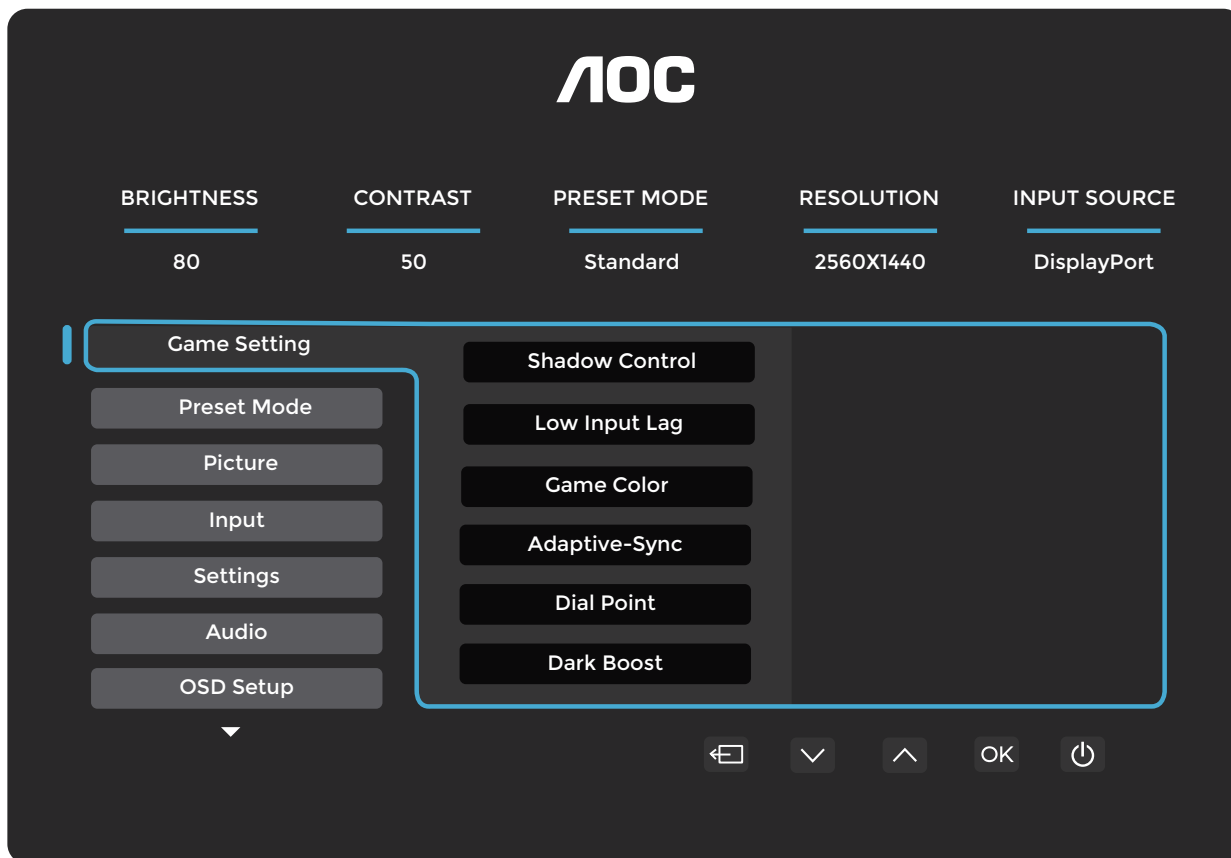 AOC
BRIGHTNESS CONTRAST PRESET MODE RESOLUTION INPUT SOURCE
80 50 Standard 2560X1440 DisplayPort
Game Setting
Preset Mode
Picture
Input
Settings
Audio
OSD Setup
Shadow Control
Low Input Lag
Game Color
Adaptive-Sync
Dial Point
Dark Boost
OK